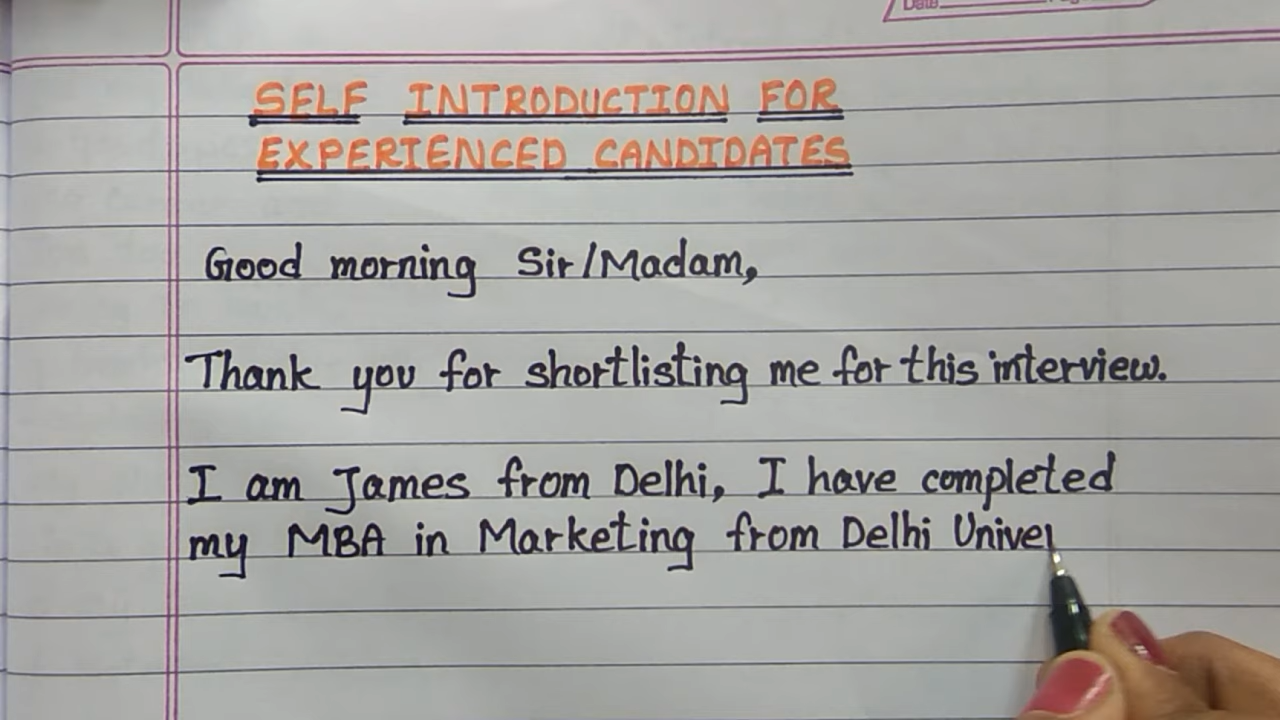 Date
SELF INTRODUCTION FOR
EXPERIENCED CANDIDATES
Good morning Sir/Madam,
Thank you for shortlisting me for this interview.
I am James from Delhi, I have completed
my MBA in Marketing from Delhi Univer